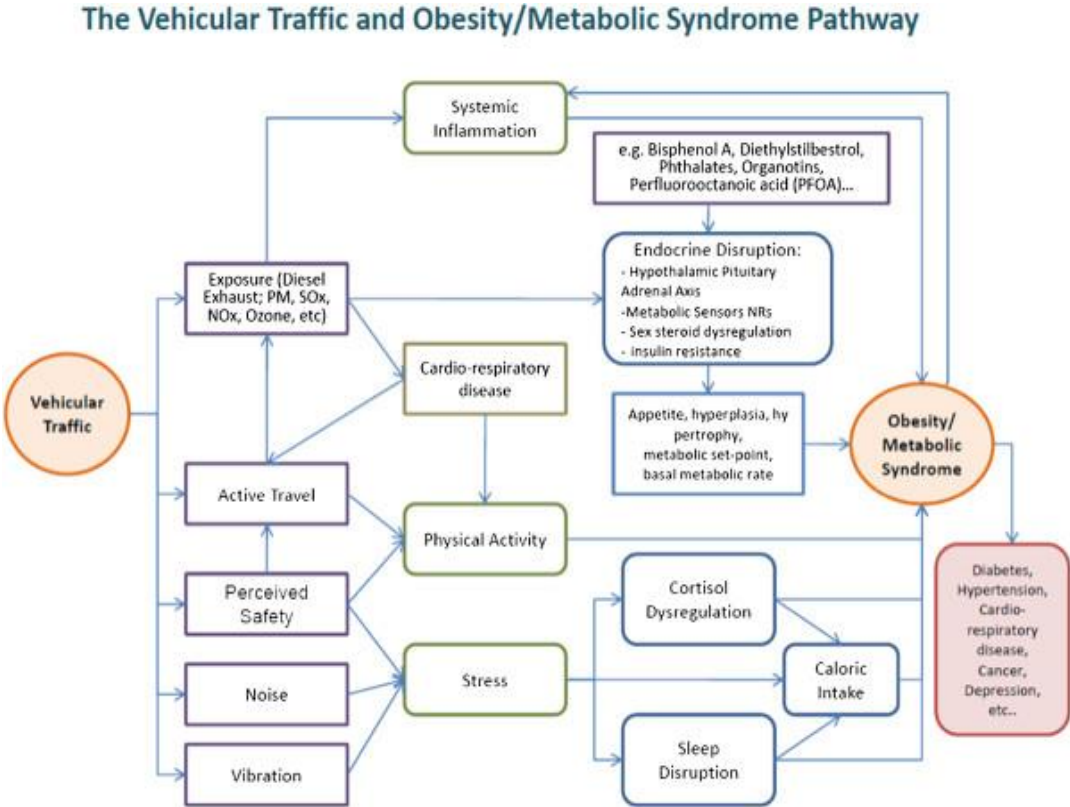 The Vehicular Traffic and Obesity/Metabolic Syndrome Pathway
Systemic
Inflammation
e.g. Bisphenol A, Diethylstilbestrol,
Phthalates, Organotins,
Perfluorooctanoic acid (PFOA)...
Exposure (Diesel
Exhaust; PM, SOx,
NOx, Ozone, etc)
Endocrine Disruption:
- Hypothalamic Pituitary
Adrenal Axis
-Metabolic Sensors NRs
- Sex steroid dysregulation
- Insulin resistance
Cardio-respiratory
disease
Vehicular
Traffic
Appetite, hyperplasia, hy
pertrophy,
metabolic set-point,
basal metabolic rate
Obesity/
Metabolic
Syndrome
Active Travel
Physical Activity
Perceived
Safety
Cortisol
Dysregulation
Diabetes,
Hypertension,
Cardio-
respiratory
disease,
Cancer,
Depression,
etc..
Noise
Stress
Caloric
Intake
Vibration
Sleep
Disruption